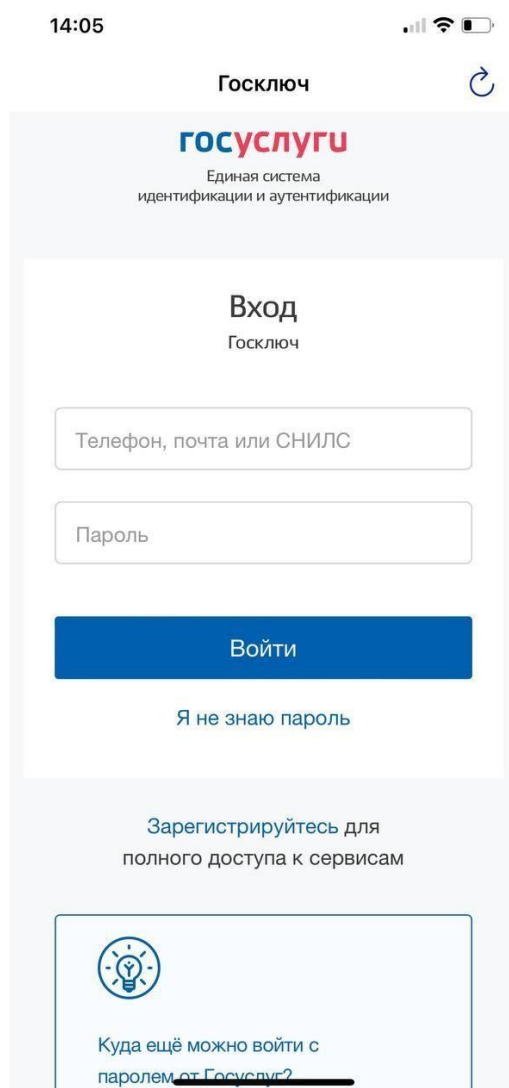 14:05
Госключ
госуслуги
Единая система
идентификации и аутентификации
Вход
Госключ
Телефон, почта или СНИЛС
Пароль
Войти
Я не знаю пароль
Зарегистрируйтесь для
полного доступа к сервисам
Куда ещё можно войти с
паролем от Госуслуг?